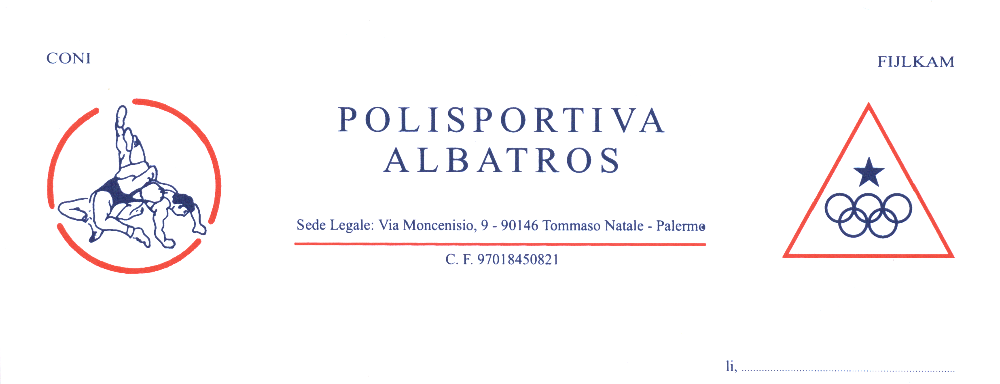 CONI
FIJLKAM
POLISPORTIVA
ALBATROS
Sede Legale: Via Moncenisio, 9 - 90146 Tommaso Natale - Palermo
C. F. 97018450821
li, ........................................................................